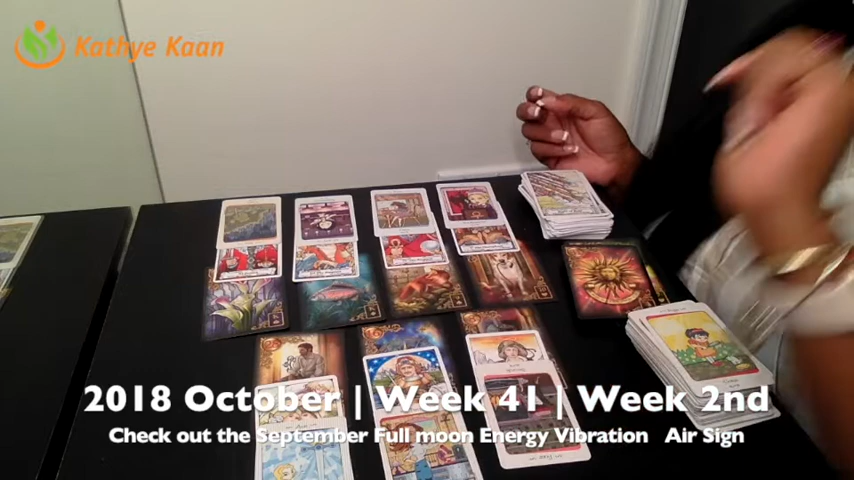 Kathye Kaan
2018 October | Week 41 | Week 2nd
Check out the September Full moon Energy Vibration Air Sign